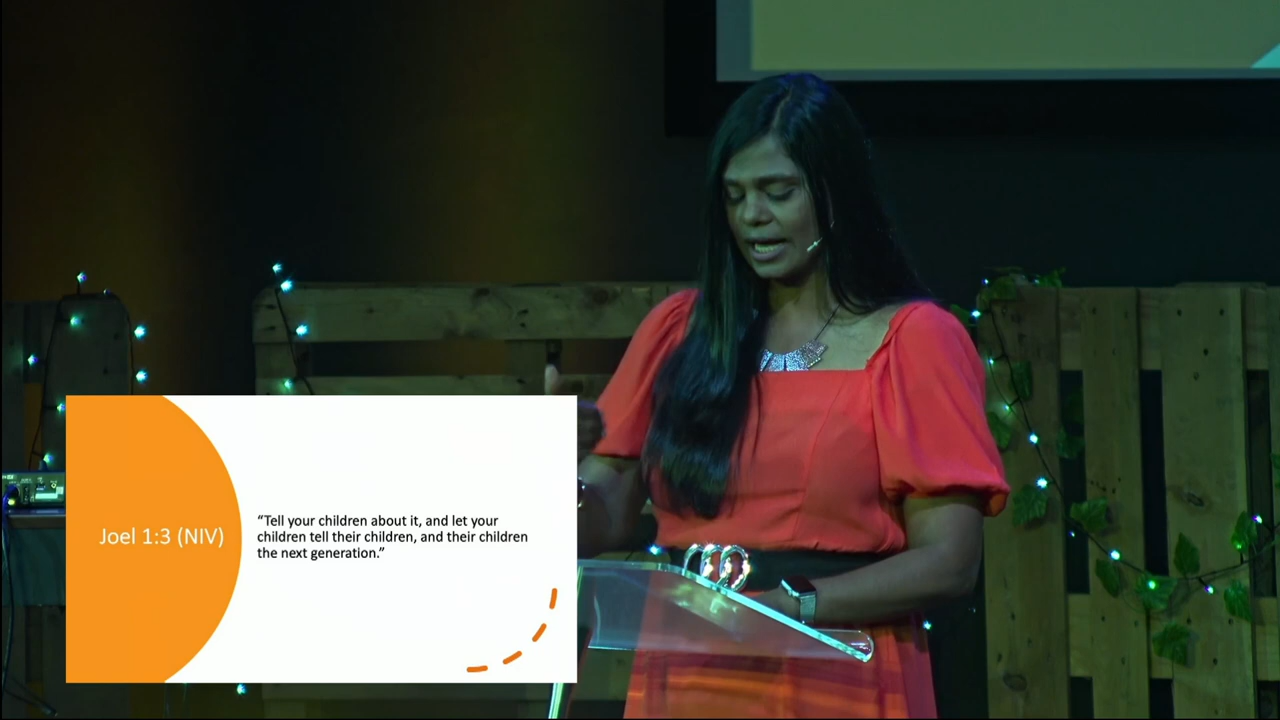 Joel 1:3 (NIV)
“Tell your children about it, and let your
children tell their children, and their children
the next generation.”